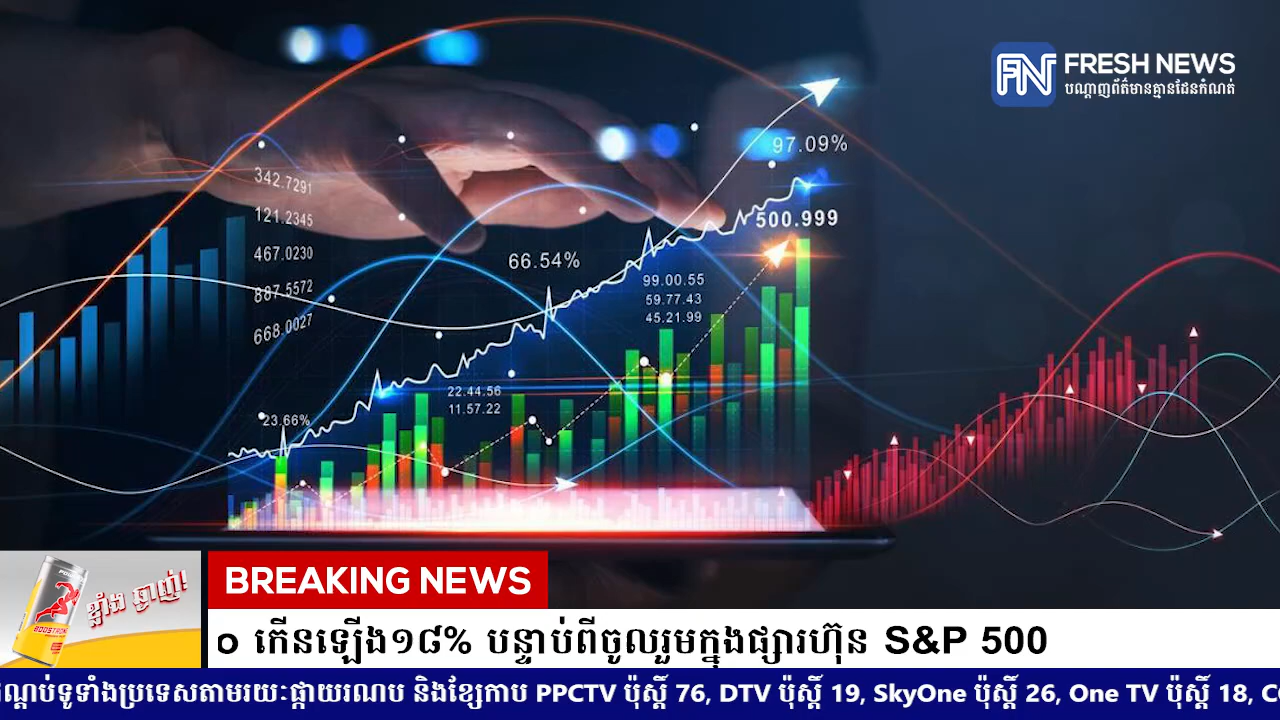 FRESH NEWS
បណ្ដាញព័ត៌មានគ្មានដែនកំណត់
97.09%
342.7291
121.2345
500.999
467.0230
66.54%
99.00.55
887.5572
59.77.43
45.21.99
668.0027
22.44.56
11.57.22
23.66%
BREAKING NEWS
ខ្លាំង ឆ្ងាញ់!
BOOSTRONG
កើនឡើង១៨% បន្ទាប់ពីចូលរួមក្នុងផ្សារហ៊ុន S&P 500
ណ្ដប់ទូទាំងប្រទេសតាមរយៈផ្កាយរណប និងខ្សែកាប PPCTV ប៉ុស្តិ៍ 76, DTV ប៉ុស្តិ៍ 19, SkyOne ប៉ុស្តិ៍ 26, One TV ប៉ុស្តិ៍ 18, C